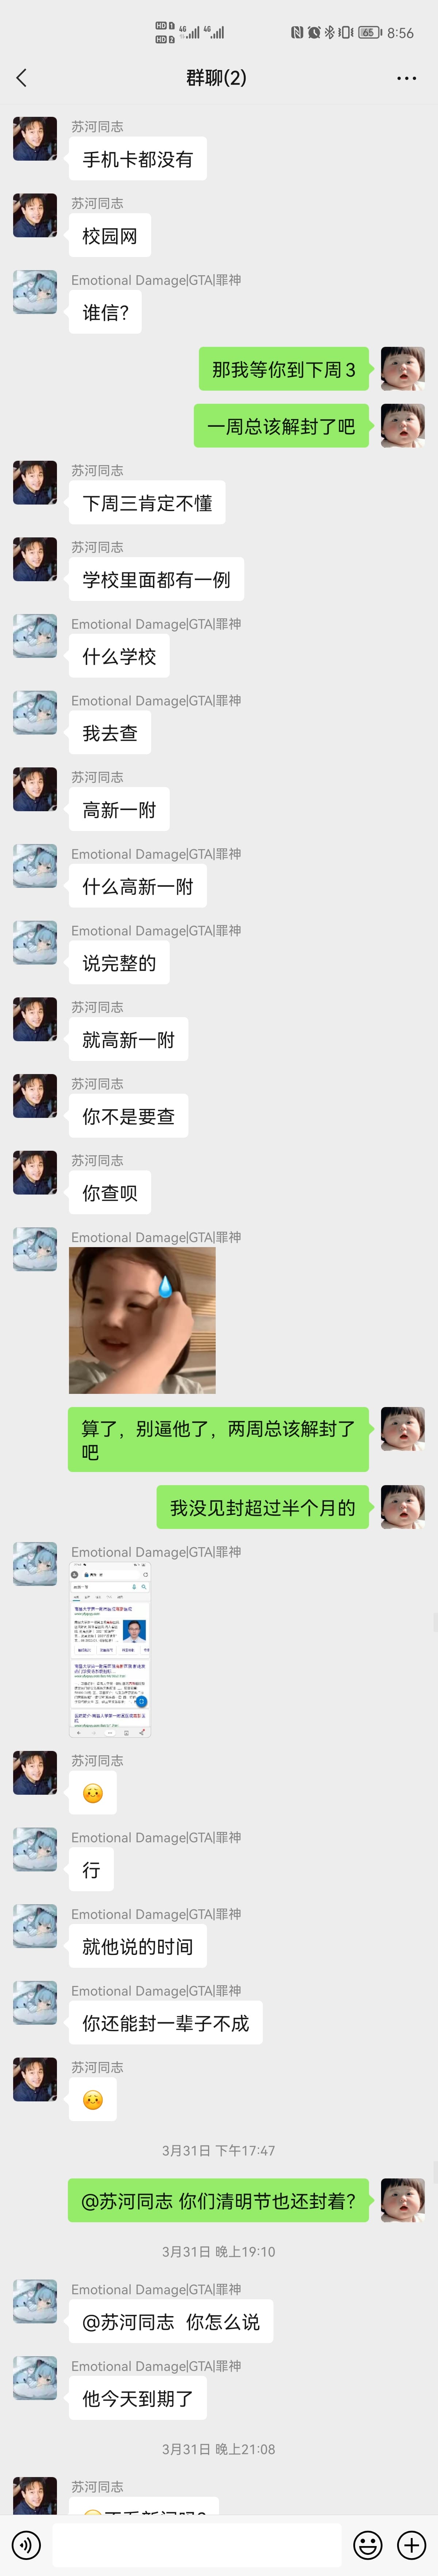 HD 1 4G 4G
HD 2
65 8:56
群聊(2)
苏河同志
手机卡都没有
苏河同志
校园网
Emotional Damage|GTA|罪神
谁信?
那我等你到下周3
一周总该解封了吧
苏河同志
下周三肯定不懂
苏河同志
学校里面都有一例
Emotional Damage|GTA|罪神
什么学校
Emotional Damage|GTA|罪神
我去查
苏河同志
高新一附
Emotional Damage|GTA|罪神
什么高新一附
Emotional Damage|GTA|罪神
说完整的
苏河同志
就高新一附
苏河同志
你不是要查
苏河同志
你查呗
Emotional Damage|GTA|罪神
算了，别逼他了，两周总该解封了
吧
我没见封超过半个月的
Emotional Damage|GTA|罪神
苏河同志
Emotional Damage|GTA|罪神
行
Emotional Damage|GTA|罪神
就他说的时间
Emotional Damage|GTA|罪神
你还能封一辈子不成
苏河同志
3月31日 下午17:47
@苏河同志 你们清明节也还封着?
3月31日 晚上19:10
Emotional Damage|GTA|罪神
@苏河同志 你怎么说
Emotional Damage|GTA|罪神
他今天到期了
3月31日 晚上21:08
苏河同志